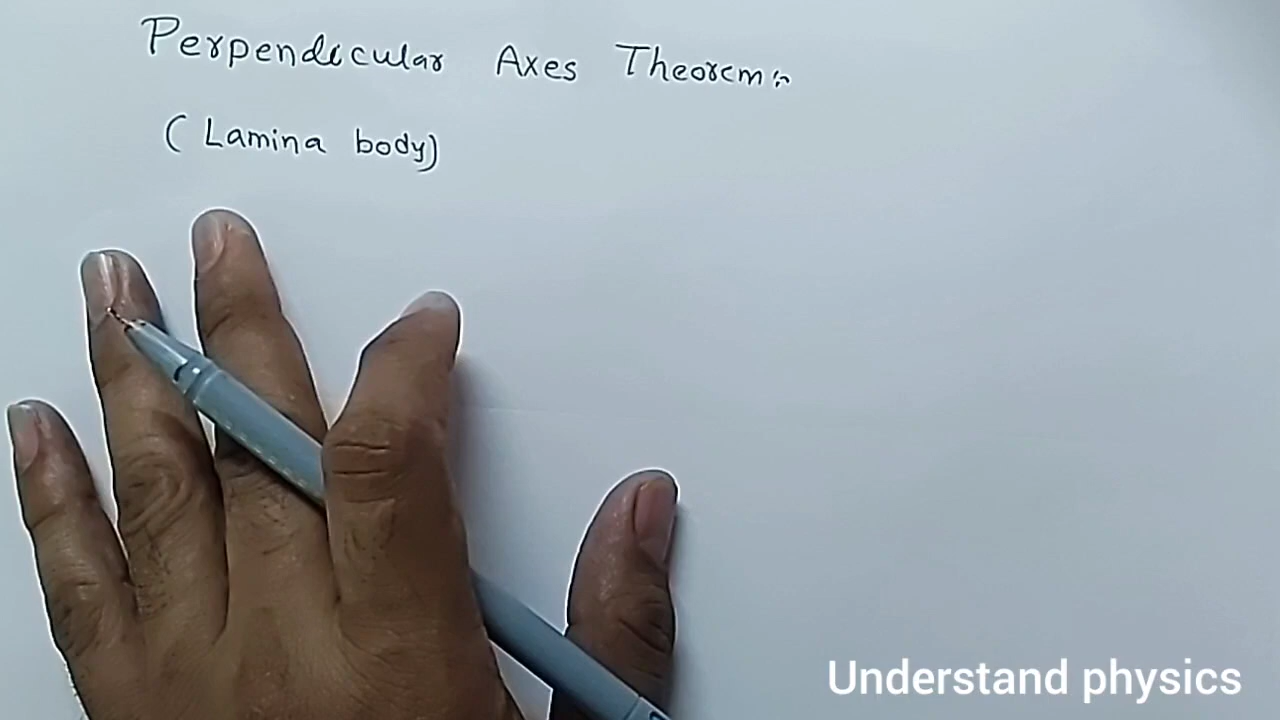 Perpendicular Axes Theorem :-
( Lamina body)
Understand physics